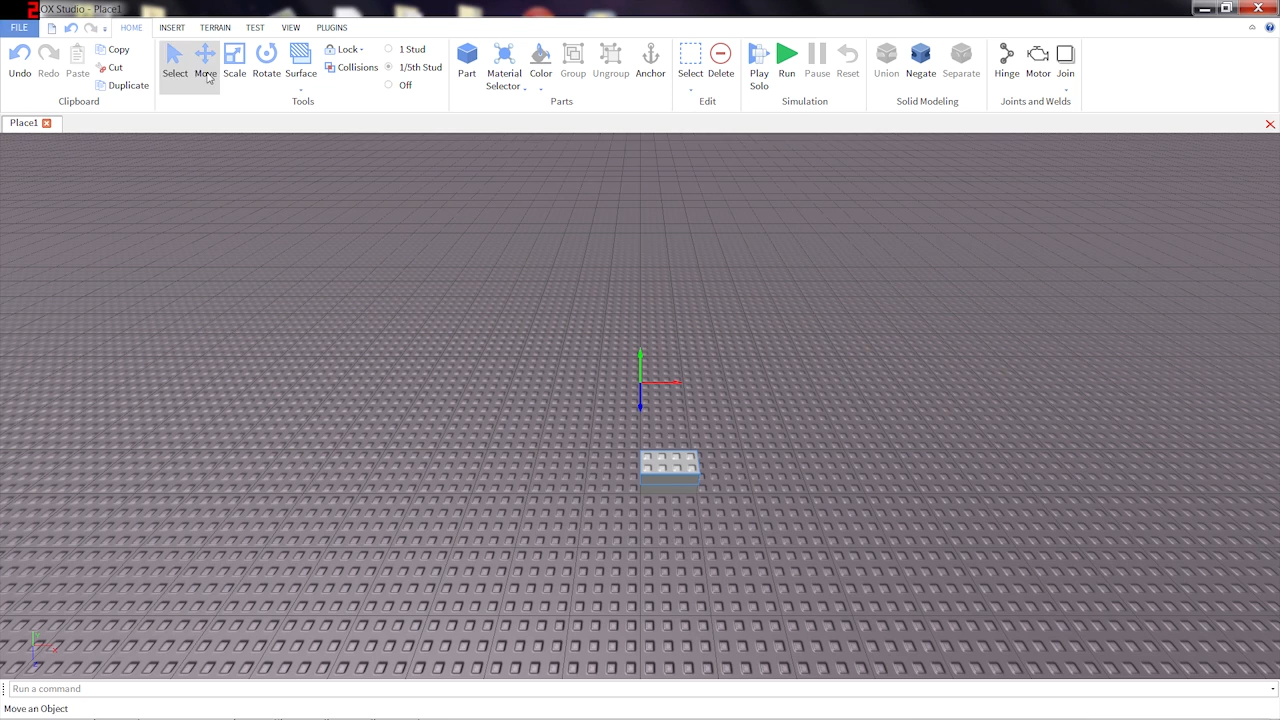 OX Studio - Place1
FILE HOME INSERT TERRAIN TEST VIEW PLUGINS
Undo Redo Paste Copy Cut Duplicate
Clipboard
Select Move Scale Rotate Surface Lock Collisions 1 Stud 1/5th Stud Off
Tools
Part Material Selector Color Group Ungroup Anchor
Parts
Select Delete
Edit
Play Solo Run Pause Reset
Simulation
Union Negate Separate
Solid Modeling
Hinge Motor Join
Joints and Welds
Place1
Run a command
Move an Object